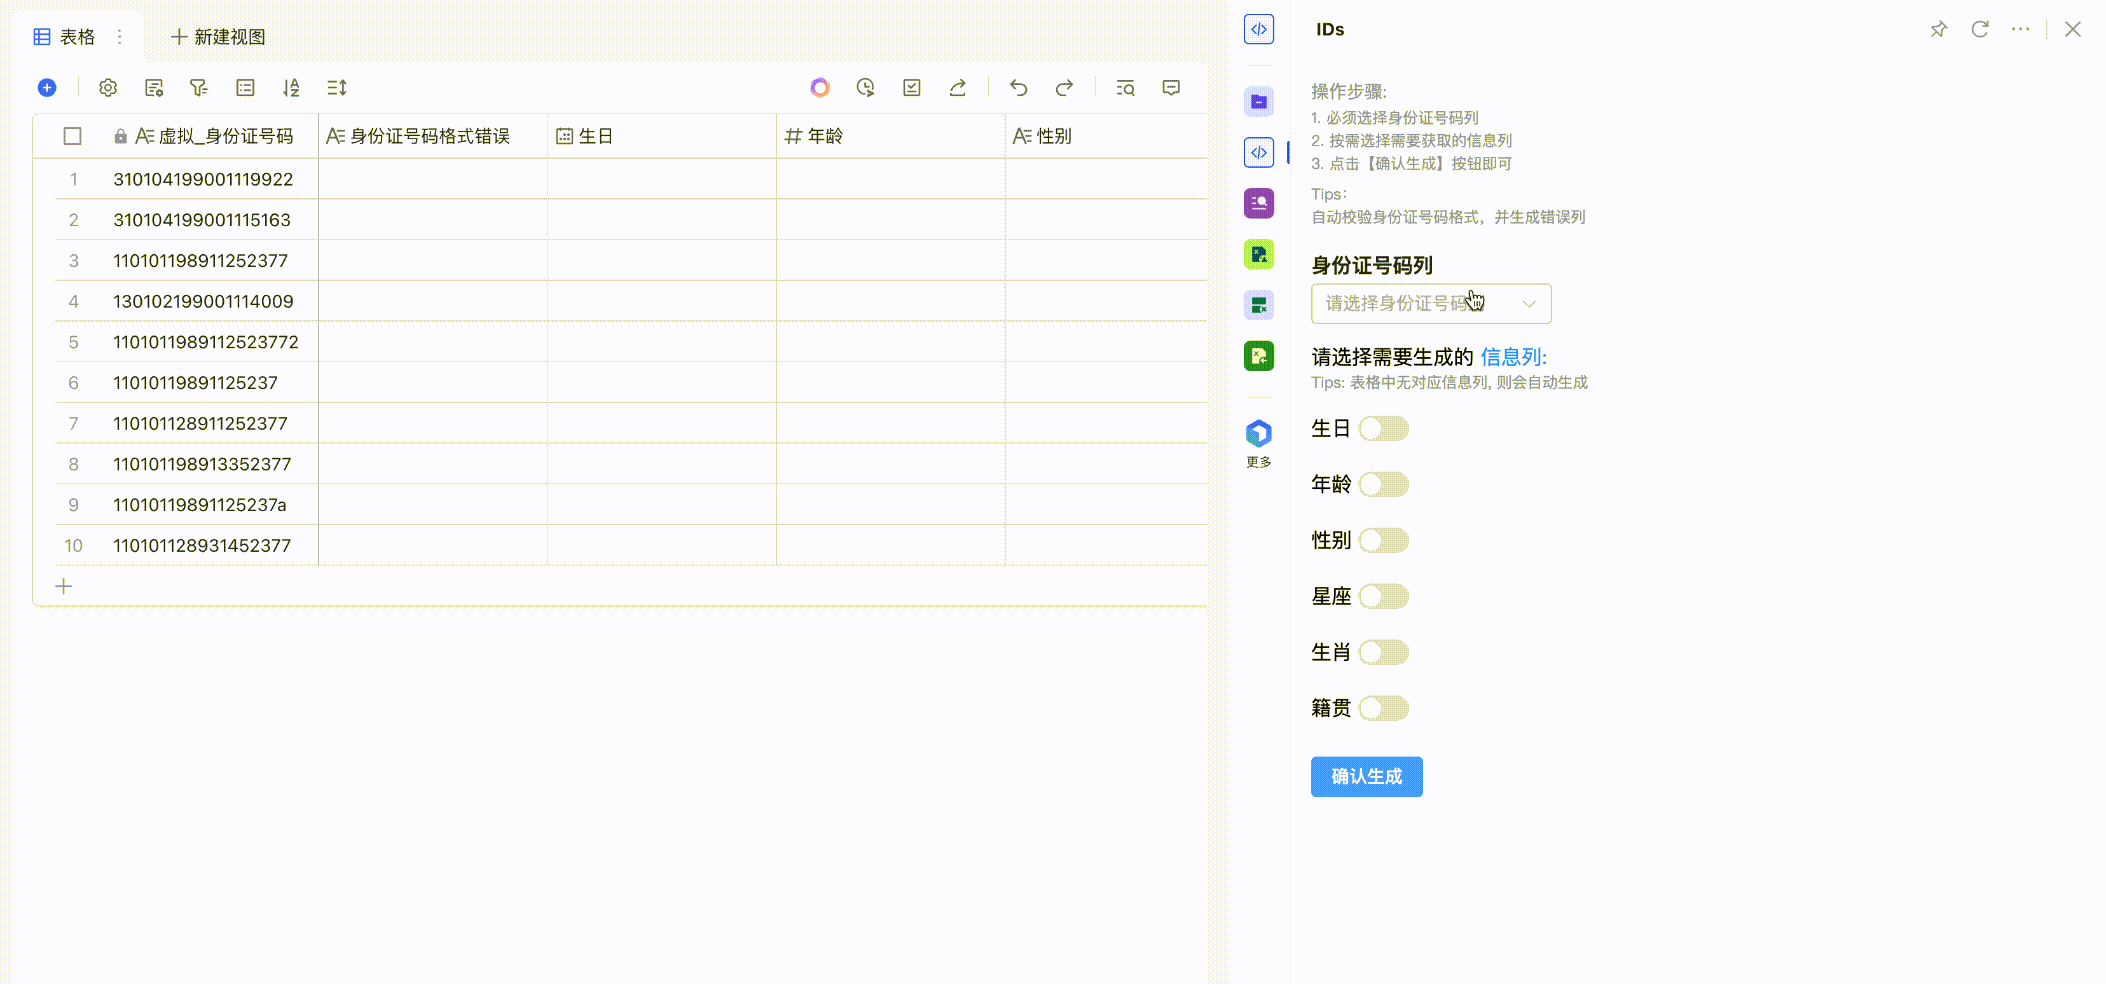 表格
新建视图
虚拟_身份证号码 身份证号码格式错误 生日 年龄 性别
1 310104199001119922
2 310104199001115163
3 110101198911252377
4 130102199001114009
5 1101011989112523772
6 11010119891125237
7 110101128911252377
8 110101198913352377
9 11010119891125237a
10 110101128931452377
更多
IDs
操作步骤:
1. 必须选择身份证号码列
2. 按需选择需要获取的信息列
3. 点击【确认生成】按钮即可
Tips:
自动校验身份证号码格式，并生成错误列
身份证号码列
请选择身份证号码
请选择需要生成的 信息列:
Tips: 表格中无对应信息列, 则会自动生成
生日
年龄
性别
星座
生肖
籍贯
确认生成